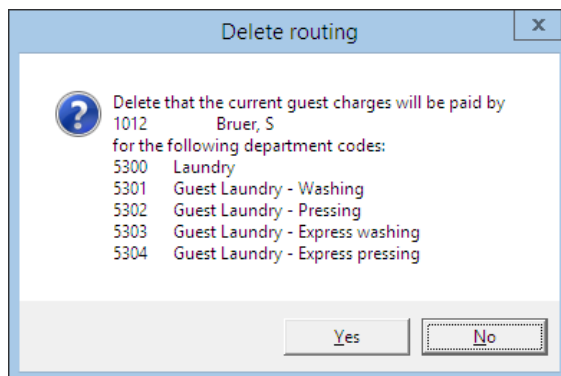 Delete routing
x
Delete that the current guest charges will be paid by
1012 Bruer, S
for the following department codes:
5300 Laundry
5301 Guest Laundry - Washing
5302 Guest Laundry - Pressing
5303 Guest Laundry - Express washing
5304 Guest Laundry - Express pressing
Yes No